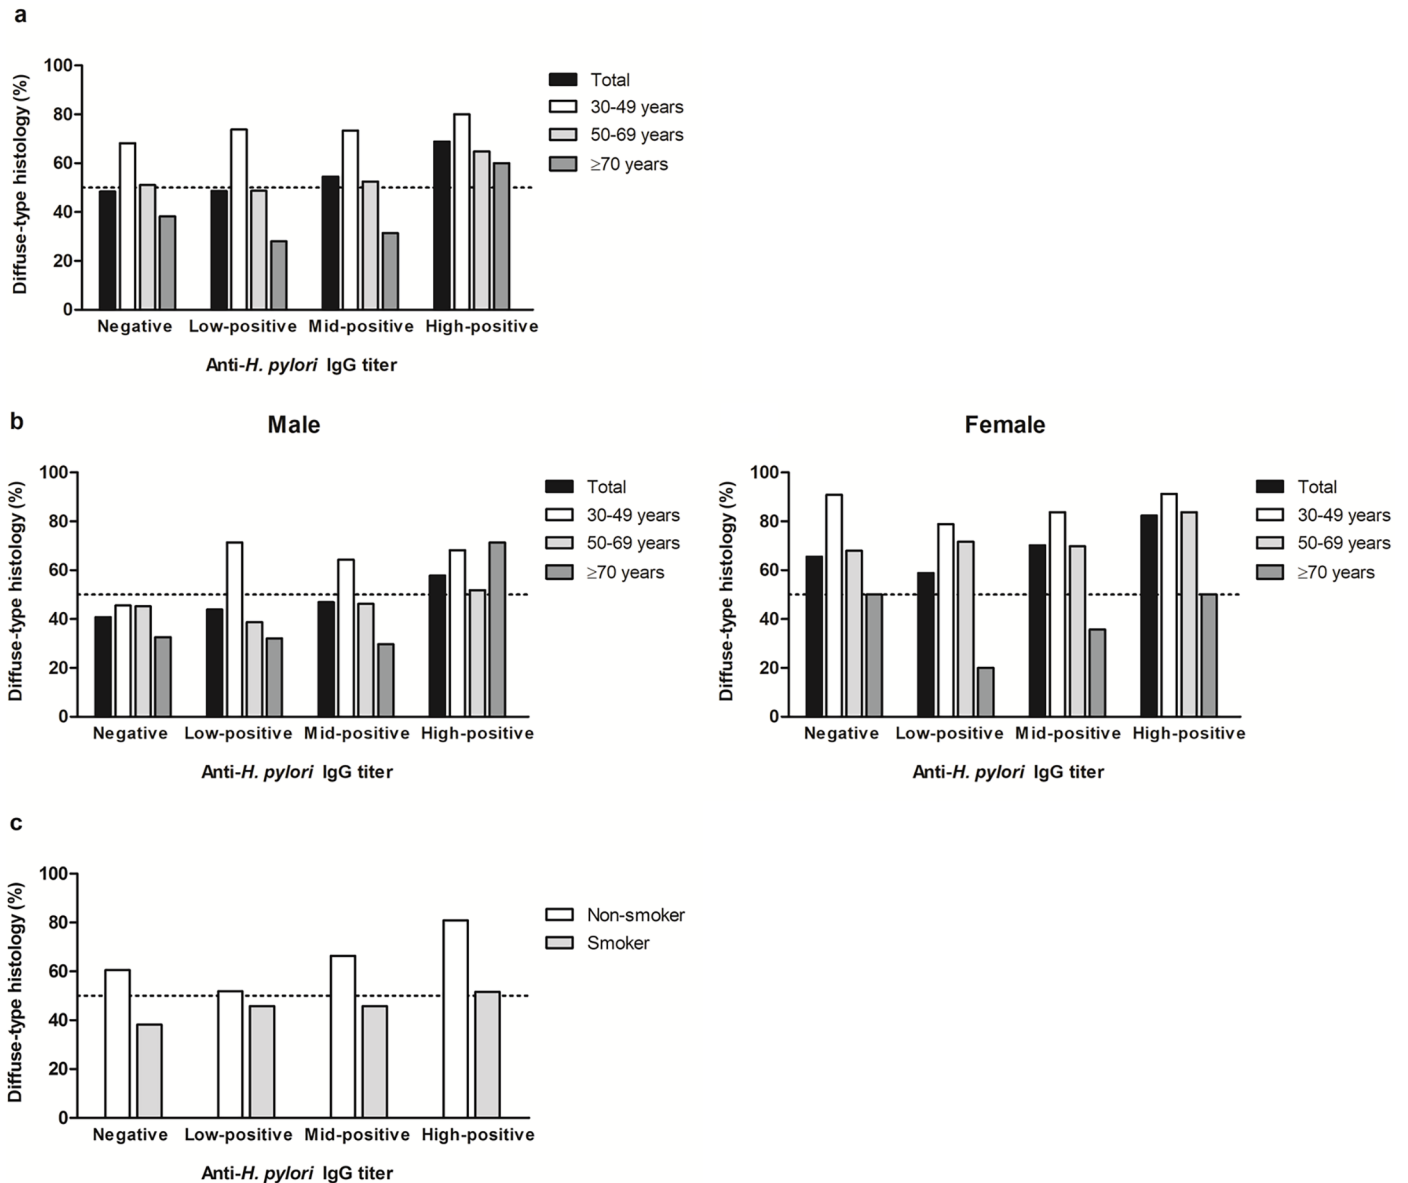 a
Diffuse-type histology (%)
100
80
60
40
20
0
Negative Low-positive Mid-positive High-positive
Anti-H. pylori IgG titer
Total
30-49 years
50-69 years
≥70 years
b
Male
Diffuse-type histology (%)
100
80
60
40
20
0
Negative Low-positive Mid-positive High-positive
Anti-H. pylori IgG titer
Total
30-49 years
50-69 years
≥70 years
Female
Diffuse-type histology (%)
100
80
60
40
20
0
Negative Low-positive Mid-positive High-positive
Anti-H. pylori IgG titer
Total
30-49 years
50-69 years
≥70 years
c
Diffuse-type histology (%)
100
80
60
40
20
0
Negative Low-positive Mid-positive High-positive
Anti-H. pylori IgG titer
Non-smoker
Smoker